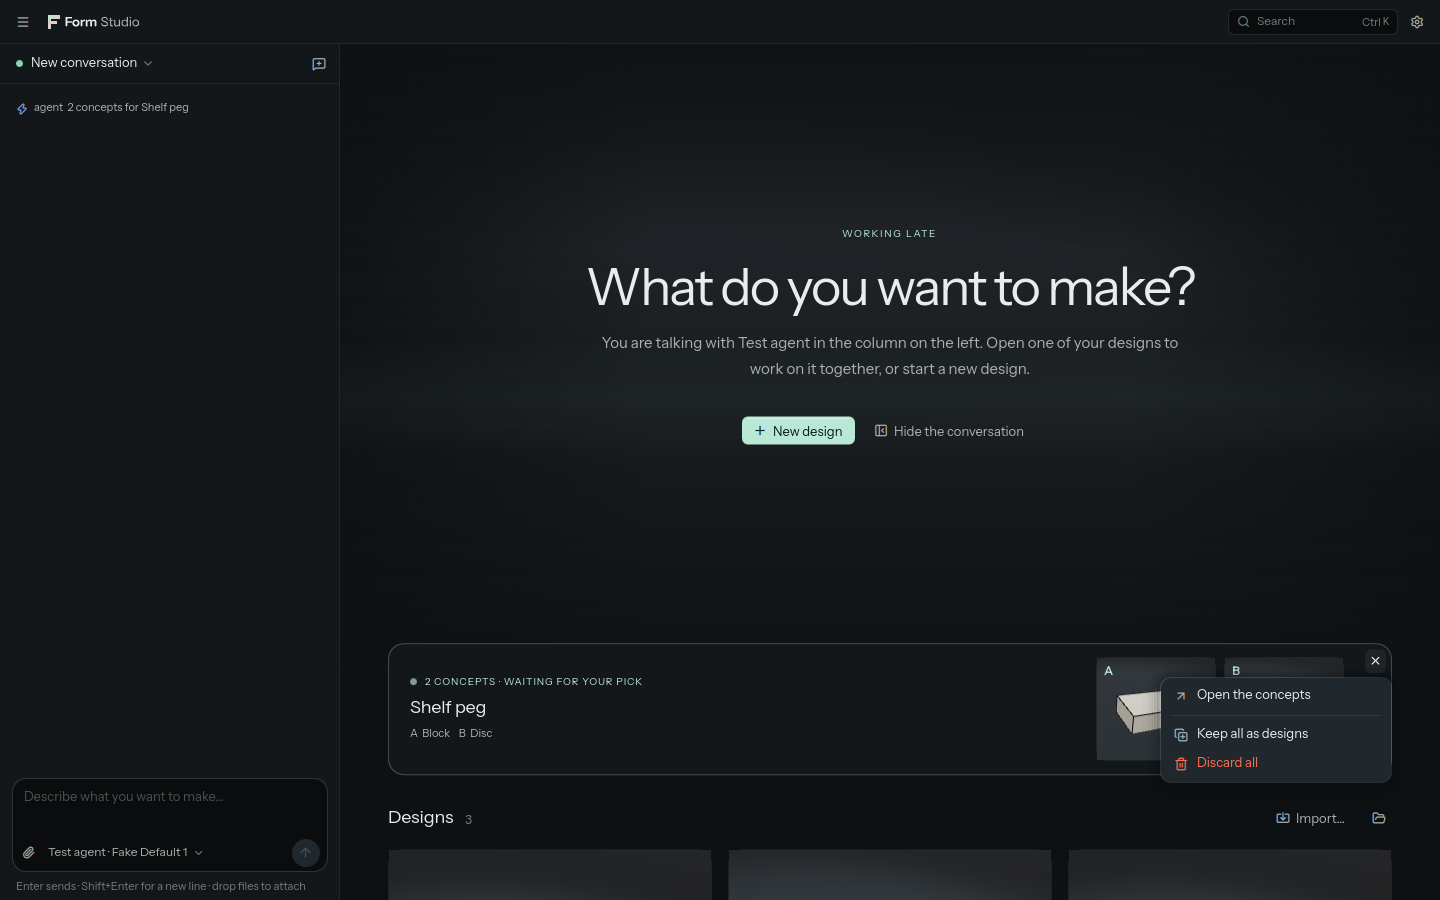 Form Studio
Search
Ctrl K
New conversation
agent 2 concepts for Shelf peg
WORKING LATE
What do you want to make?
You are talking with Test agent in the column on the left. Open one of your designs to
work on it together, or start a new design.
New design
Hide the conversation
2 CONCEPTS · WAITING FOR YOUR PICK
Shelf peg
A Block B Disc
A
B
Open the concepts
Keep all as designs
Discard all
Designs 3
Import...
Describe what you want to make...
Test agent · Fake Default 1
Enter sends · Shift+Enter for a new line · drop files to attach